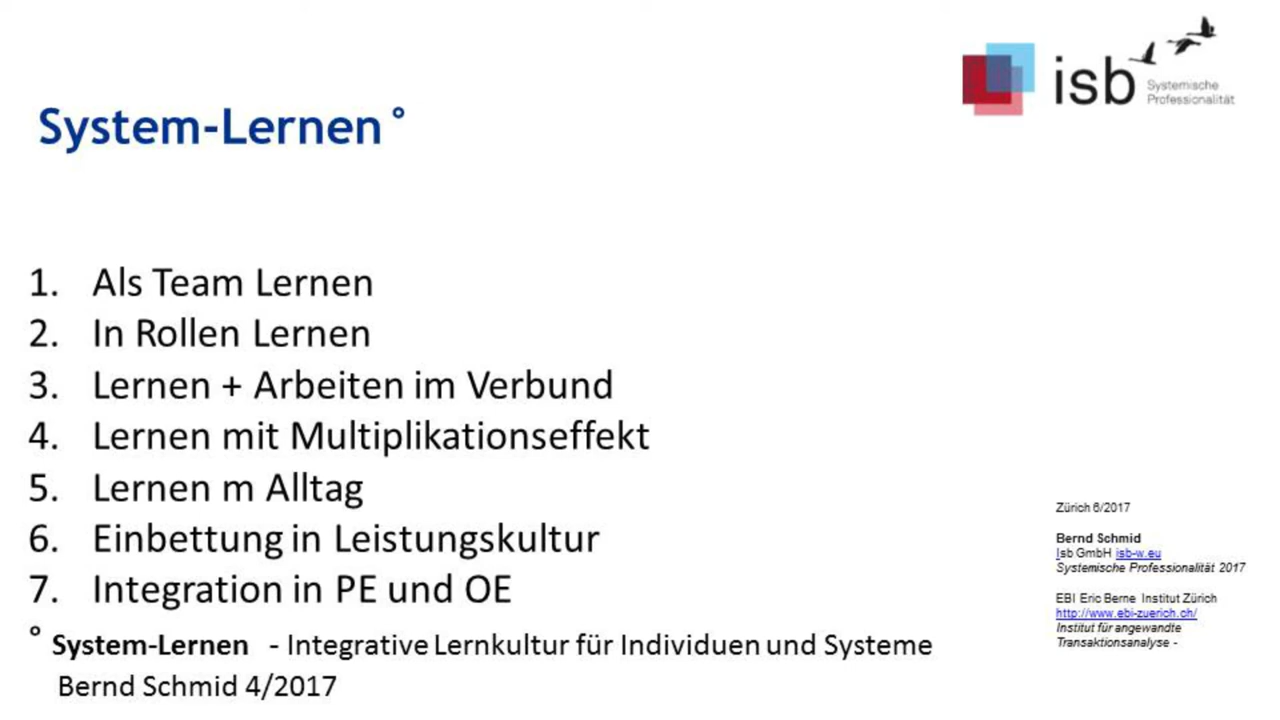 isb
Systemische
Professionalität
System-Lernen °
1. Als Team Lernen
2. In Rollen Lernen
3. Lernen + Arbeiten im Verbund
4. Lernen mit Multiplikationseffekt
5. Lernen m Alltag
6. Einbettung in Leistungskultur
7. Integration in PE und OE
° System-Lernen - Integrative Lernkultur für Individuen und Systeme
Bernd Schmid 4/2017
Zürich 6/2017
Bernd Schmid
Isb GmbH isb-w.eu
Systemische Professionalität 2017
EBI Eric Berne Institut Zürich
http://www.ebi-zuerich.ch/
Institut für angewandte
Transaktionsanalyse -